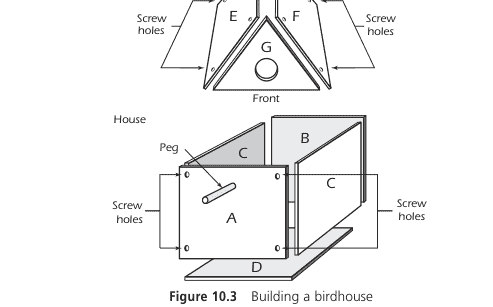 Screw
holes
E
F
Screw
holes
G
Front
House
Peg
B
C
C
Screw
holes
A
Screw
holes
D
Figure 10.3 Building a birdhouse